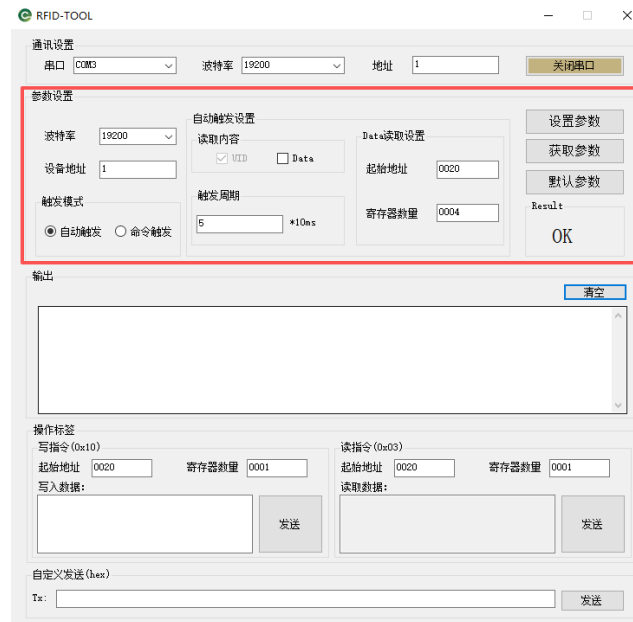 RFID-TOOL
通讯设置
串口 COM3 波特率 19200 地址 1 关闭串口
参数设置
波特率 19200
设备地址 1
触发模式
自动触发 命令触发
自动触发设置
读取内容
UID Data
触发周期
5 *10ms
Data读取设置
起始地址 0020
寄存器数量 0004
设置参数
获取参数
默认参数
Result
OK
输出
清空
操作标签
写指令(0x10)
起始地址 0020 寄存器数量 0001
写入数据:
发送
读指令(0x03)
起始地址 0020 寄存器数量 0001
读取数据:
发送
自定义发送(hex)
Tx: 发送